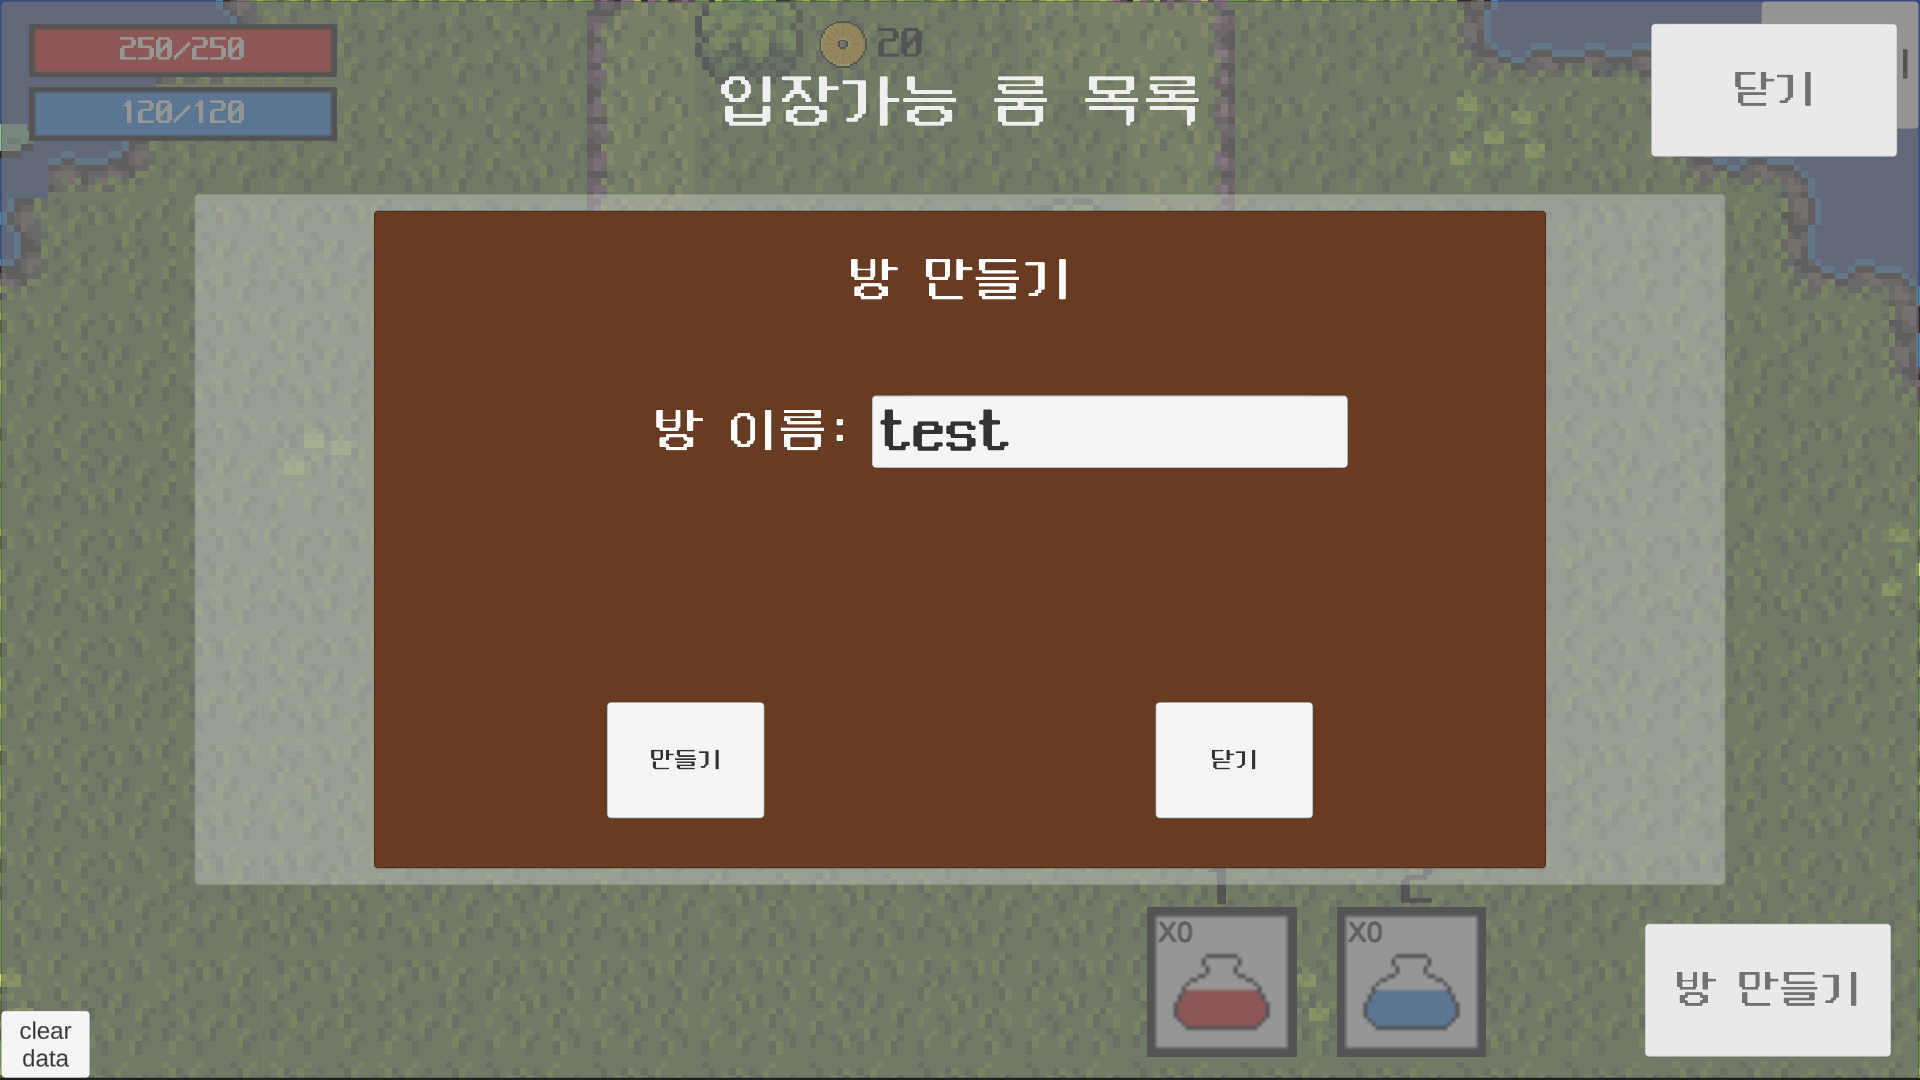 250/250
20
120/120
입장가능 룸 목록
닫기
방 만들기
방 이름: test
만들기
닫기
1
2
X0
X0
방 만들기
clear
data